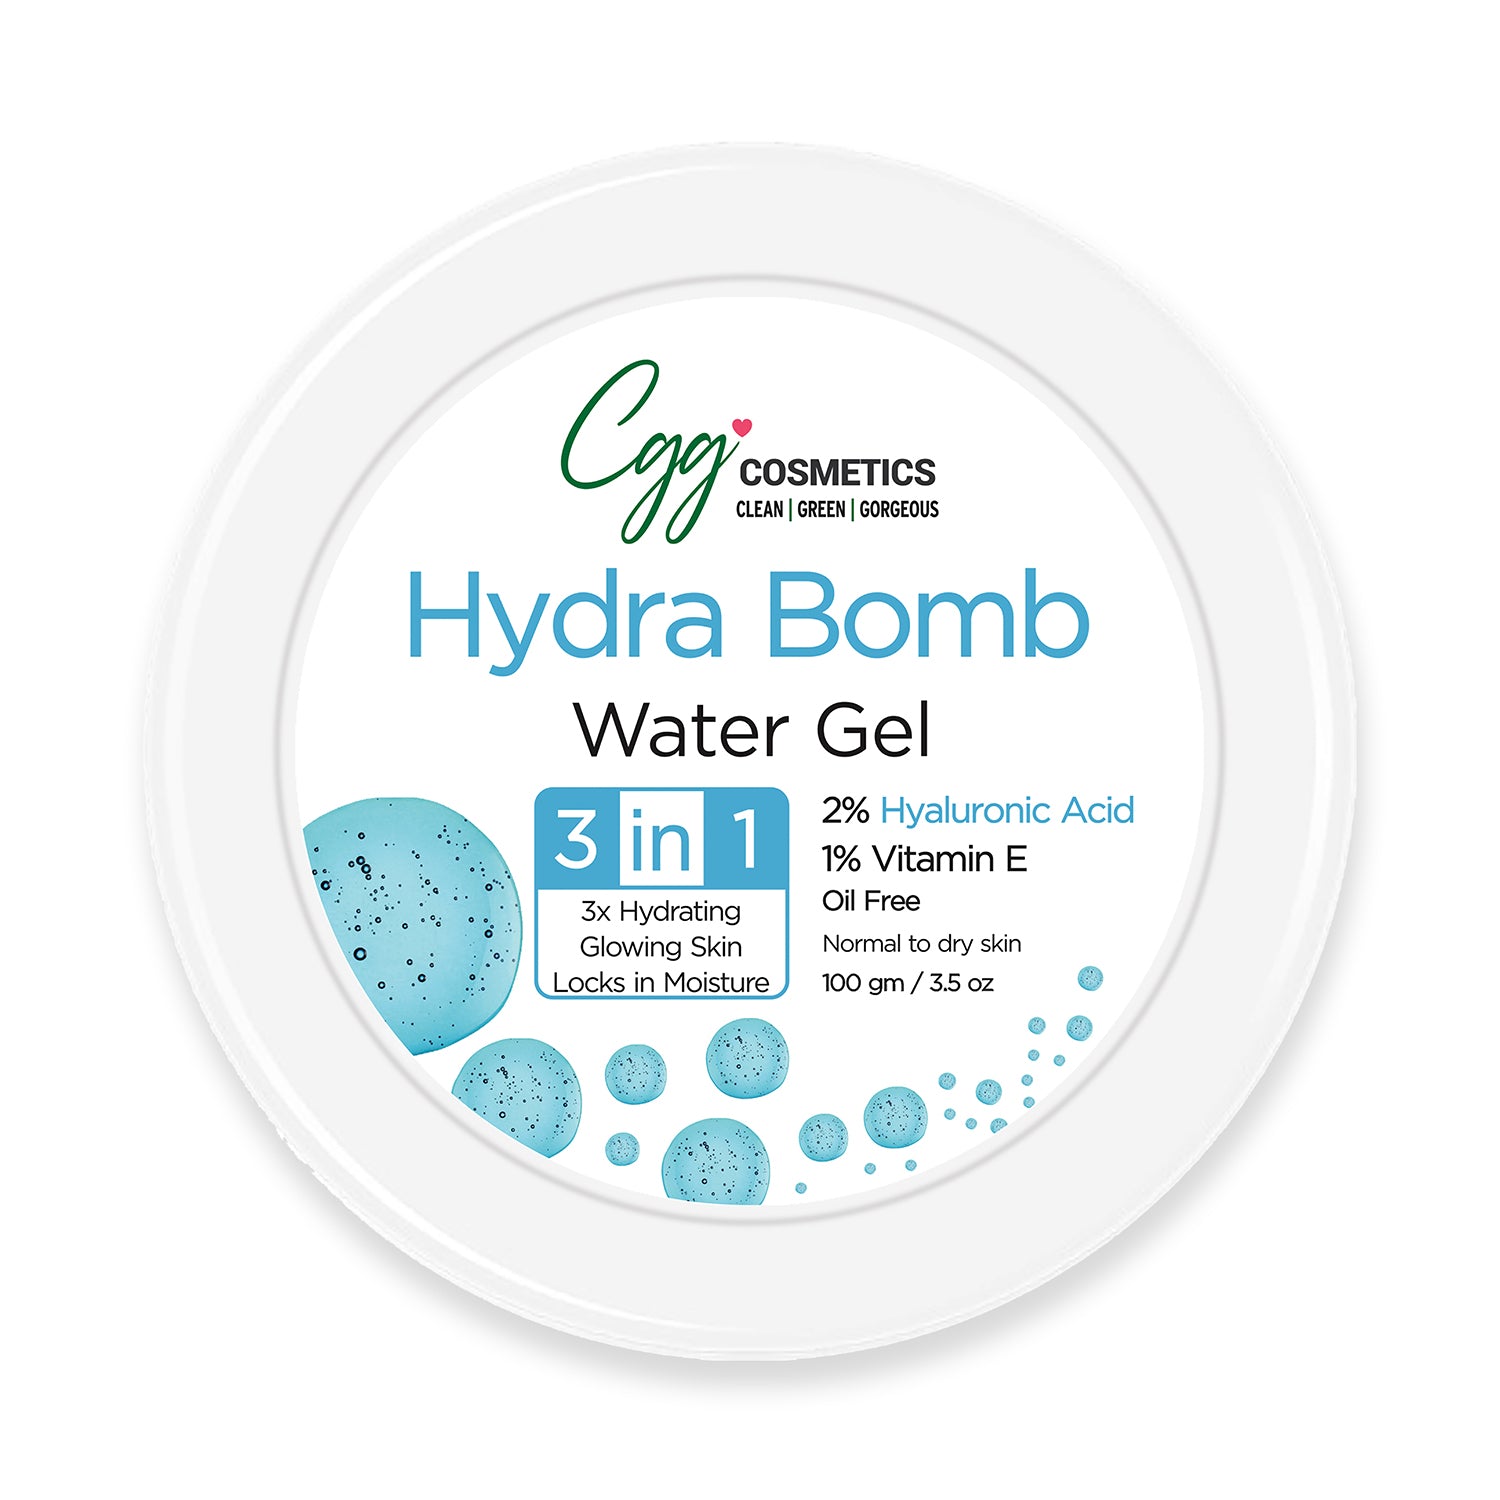 Cgg COSMETICS
CLEAN | GREEN | GORGEOUS
Hydra Bomb
Water Gel
3 in 1
3x Hydrating
Glowing Skin
Locks in Moisture
2% Hyaluronic Acid
1% Vitamin E
Oil Free
Normal to dry skin
100 gm / 3.5 oz